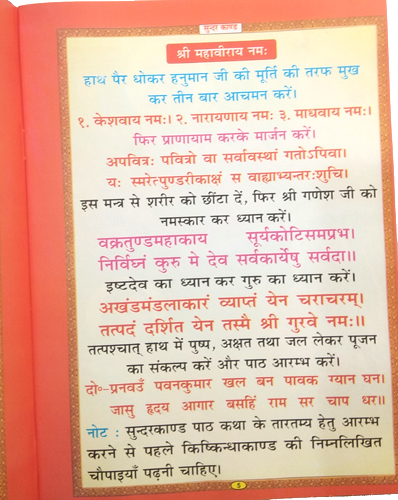 सुन्दर काण्ड
श्री महावीराय नमः
हाथ पैर धोकर हनुमान जी की मूर्ति की तरफ मुख
कर तीन बार आचमन करें।
१. केशवाय नमः। २. नारायणाय नमः ३. माधवाय नमः।
फिर प्राणायाम करके मार्जन करें।
अपवित्रः पवित्रो वा सर्वावस्थां गतोऽपिवा।
यः स्मरेत्पुण्डरीकाक्षं स वाह्याभ्यन्तरःशुचि।
इस मन्त्र से शरीर को छींटा दें, फिर श्री गणेश जी को
नमस्कार कर ध्यान करें।
वक्रतुण्डमहाकाय सूर्यकोटिसमप्रभ।
निर्विघ्नं कुरु मे देव सर्वकार्येषु सर्वदा॥
इष्टदेव का ध्यान कर गुरु का ध्यान करें।
अखंडमंडलाकारं व्याप्तं येन चराचरम्।
तत्पदं दर्शित येन तस्मै श्री गुरवे नमः॥
तत्पश्चात् हाथ में पुष्प, अक्षत तथा जल लेकर पूजन
का संकल्प करें और पाठ आरम्भ करें।
दो०-प्रनवउँ पवनकुमार खल बन पावक ग्यान घन।
जासु हृदय आगार बसहिं राम सर चाप धर॥
नोट : सुन्दरकाण्ड पाठ कथा के तारतम्य हेतु आरम्भ
करने से पहले किष्किन्धाकाण्ड की निम्नलिखित
चौपाइयाँ पढ़नी चाहिए।
5